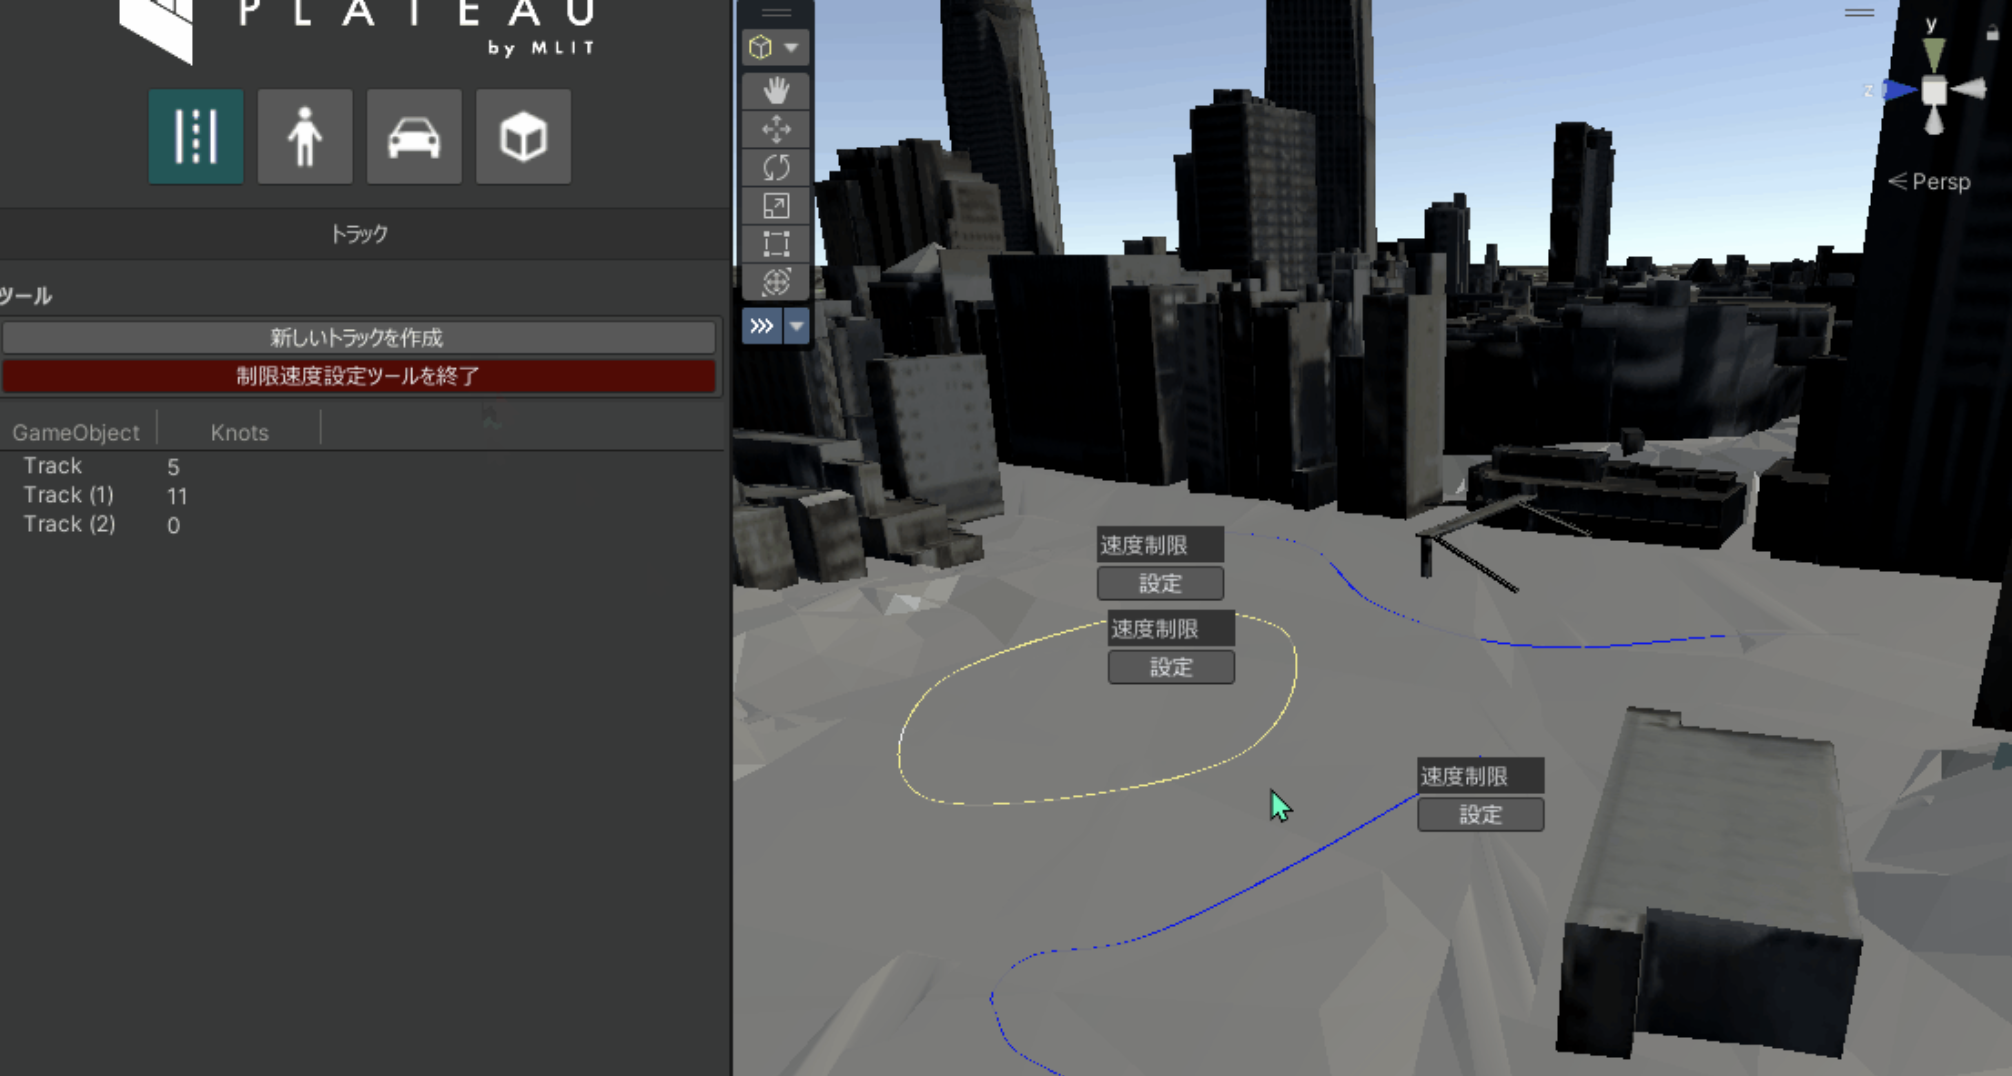 PLATEAU
by MLIT
トラック
ツール
新しいトラックを作成
制限速度設定ツールを終了
GameObject Knots
Track 5
Track (1) 11
Track (2) 0
y
z
< Persp
速度制限
設定
速度制限
設定
速度制限
設定